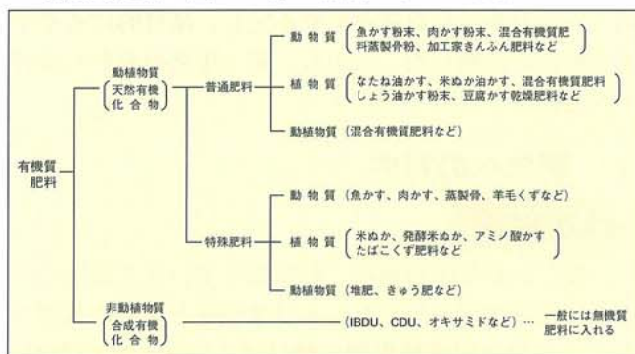 動物質
魚かす粉末、肉かす粉末、混合有機質肥
料蒸製骨粉、加工家きんふん肥料など
動植物質
天然有機
化合物
普通肥料
植物質
なたね油かす、米ぬか油かす、混合有機質肥料
しょう油かす粉末、豆腐かす乾燥肥料など
動植物質(混合有機質肥料など)
有機質
肥料
動物質(魚かす、肉かす、蒸製骨、羊毛くずなど)
特殊肥料
植物質
米ぬか、発酵米ぬか、アミノ酸かす
たばこくず肥料など
動植物質(堆肥、きゅう肥など)
非動植物質
合成有機
化合物
(IBDU、CDU、オキサミドなど)…
一般には無機質
肥料に入れる